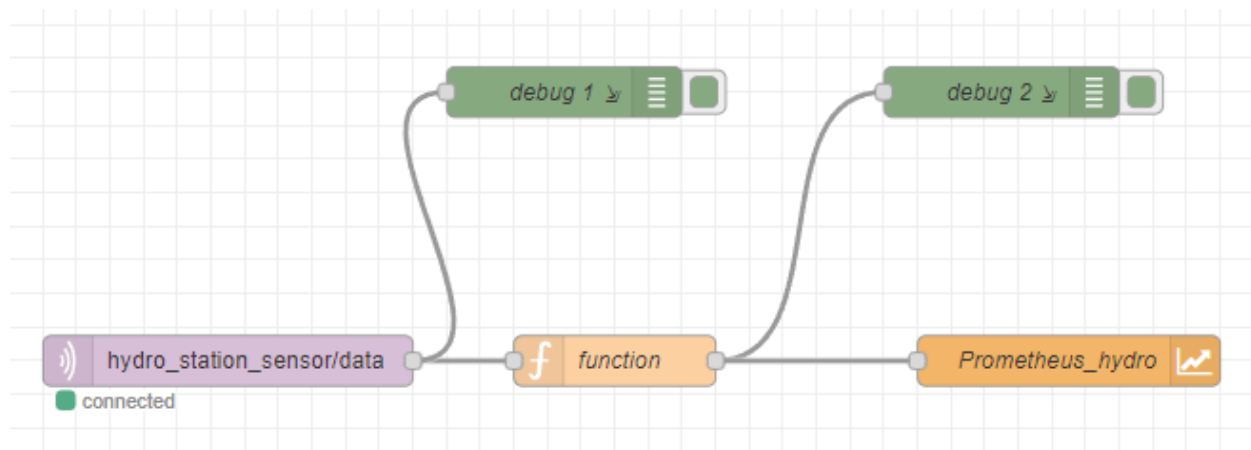 debug 1
debug 2
hydro_station_sensor/data
function
Prometheus_hydro
connected